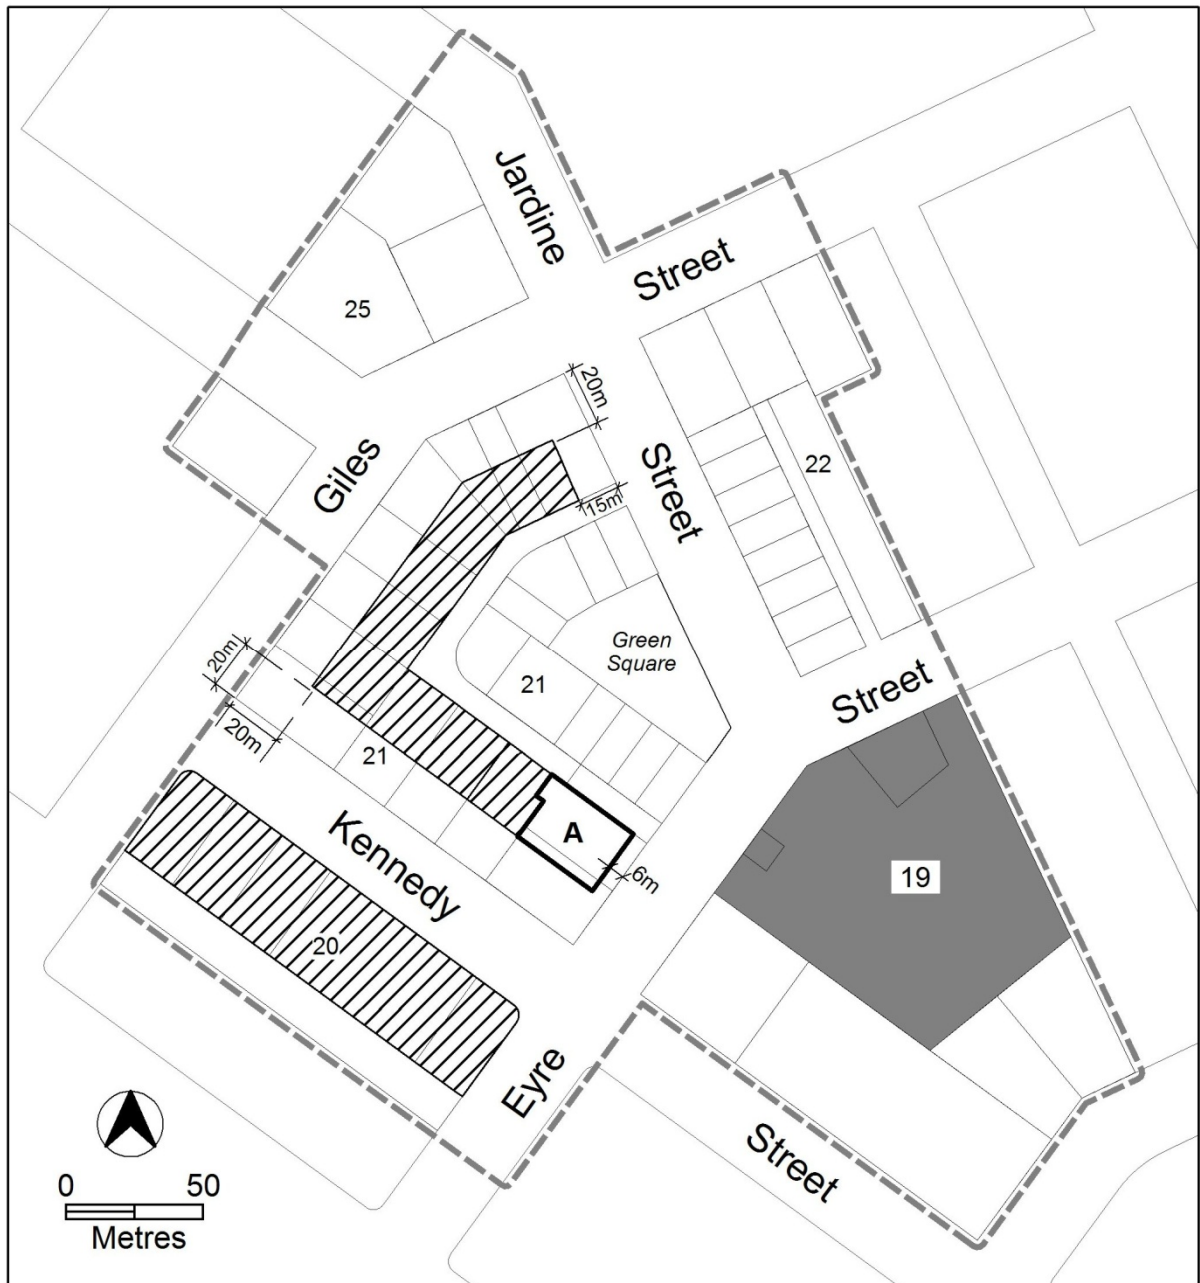 Jardine
Street
25
20m
Giles
Street
22
15m
Green
Square
20m
21
Street
20m
21
A
Kennedy
6m
19
20
Eyre
Street
0 50
Metres